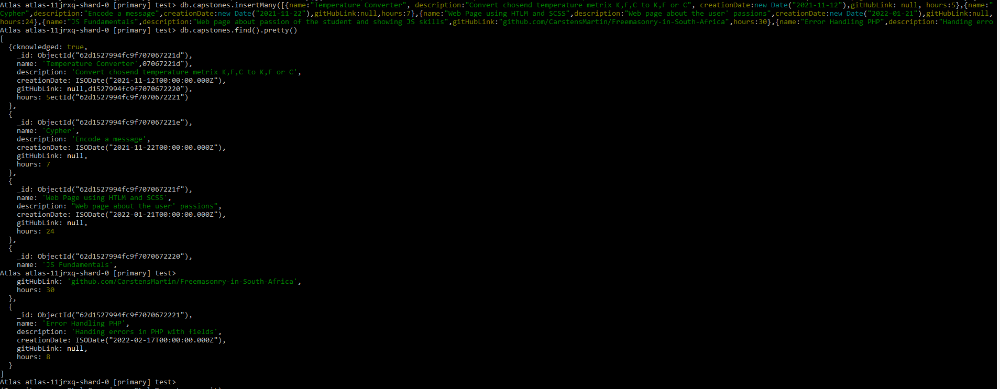 Atlas atlas-11jrxq-shard-0 [primary] test> db.capstones.insertMany([{name:"Temperature Converter", description:"Convert chosend temperature metrix K,F,C to K,F or C", creationDate:new Date("2021-11-12"),gitHubLink: null, hours:5},{name:"
Cypher",description:"Encode a message",creationDate:new Date("2021-11-22"),gitHubLink:null,hours:7},{name:"Web Page using HTLM and SCSS",description:"Web page about the user' passions",creationDate:new Date("2022-01-21"),gitHubLink:null,
hours:24},{name:"JS Fundamentals",description:"Web page about passion of the student and showing JS skills",gitHubLink:"github.com/CarstensMartin/Freemasonry-in-South-Africa",hours:30},{name:"Error Handling PHP",description:"Handing erro
Atlas atlas-11jrxq-shard-0 [primary] test> db.capstones.find().pretty()
[
  {cknowledged: true,
    _id: ObjectId("62d1527994fc9f707067221d"),
    name: 'Temperature Converter',07067221d"),
    description: 'Convert chosend temperature metrix K,F,C to K,F or C',
    creationDate: ISODate("2021-11-12T00:00:00.000Z"),
    gitHubLink: null,d1527994fc9f7070672220"),
    hours: 5ectId("62d1527994fc9f7070672221")
  },
  {
    _id: ObjectId("62d1527994fc9f707067221e"),
    name: 'Cypher',
    description: 'Encode a message',
    creationDate: ISODate("2021-11-22T00:00:00.000Z"),
    gitHubLink: null,
    hours: 7
  },
  {
    _id: ObjectId("62d1527994fc9f707067221f"),
    name: 'Web Page using HTLM and SCSS',
    description: "Web page about the user' passions",
    creationDate: ISODate("2022-01-21T00:00:00.000Z"),
    gitHubLink: null,
    hours: 24
  },
  {
    _id: ObjectId("62d1527994fc9f7070672220"),
    name: 'JS Fundamentals',
Atlas atlas-11jrxq-shard-0 [primary] test>
    gitHubLink: 'github.com/CarstensMartin/Freemasonry-in-South-Africa',
    hours: 30
  },
  {
    _id: ObjectId("62d1527994fc9f7070672221"),
    name: 'Error Handling PHP',
    description: 'Handing errors in PHP with fields',
    creationDate: ISODate("2022-02-17T00:00:00.000Z"),
    gitHubLink: null,
    hours: 8
  }
]
Atlas atlas-11jrxq-shard-0 [primary] test>